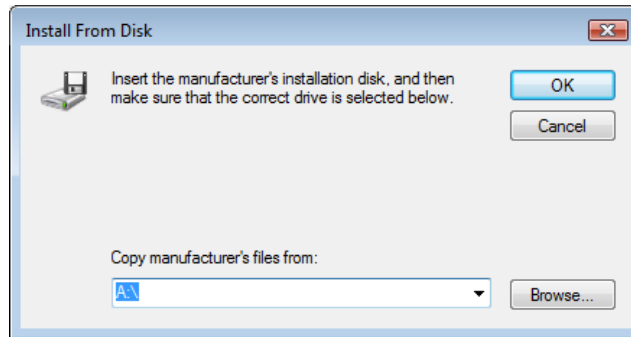 Install From Disk
Insert the manufacturer's installation disk, and then
make sure that the correct drive is selected below.
OK
Cancel
Copy manufacturer's files from:
A:\
Browse...